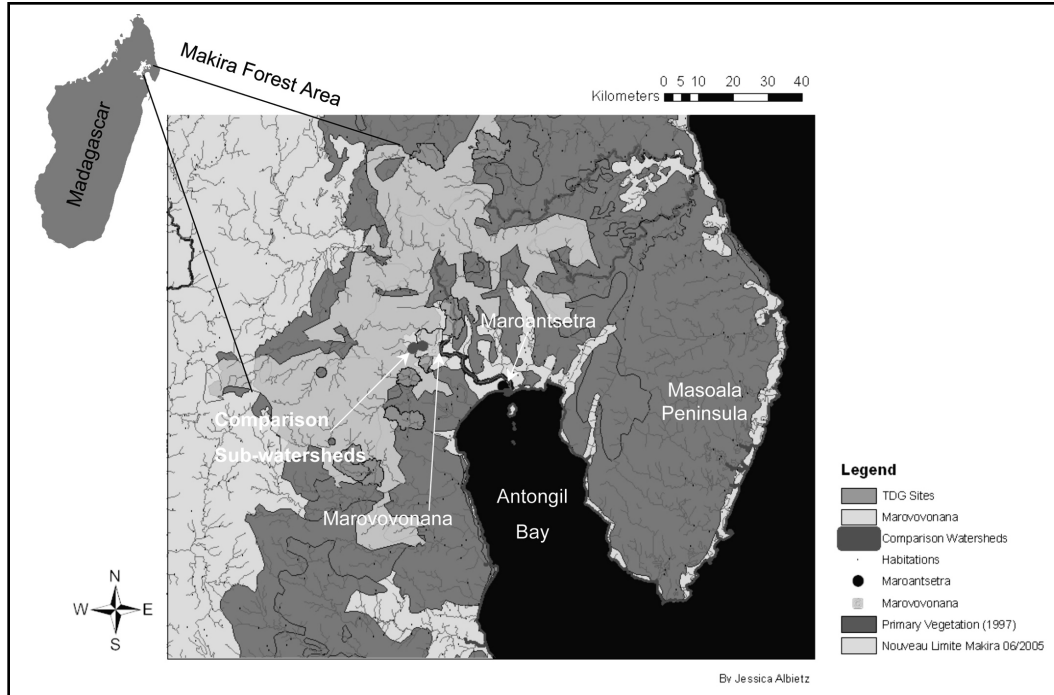 Makira Forest Area
Madagascar
0 5 10 20 30 40
Kilometers
Maroantsetra
Comparison
Sub-watersheds
Masoala
Peninsula
Marovovonana
Antongil
Bay
N
W E
S
Legend
TDG Sites
Marovovonana
Comparison Watersheds
Habitations
Maroantsetra
Marovovonana
Primary Vegetation (1997)
Nouveau Limite Makira 06/2005
By Jessica Albietz